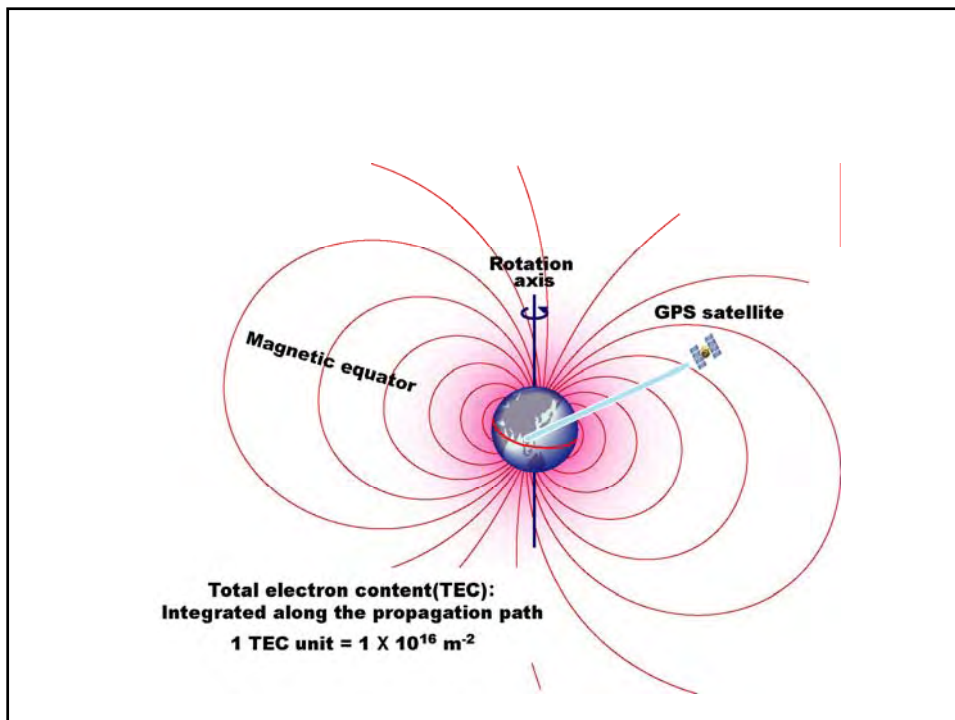 Rotation
axis
GPS satellite
Magnetic equator
Total electron content(TEC):
Integrated along the propagation path
1 TEC unit = 1 X 10¹⁶ m⁻²